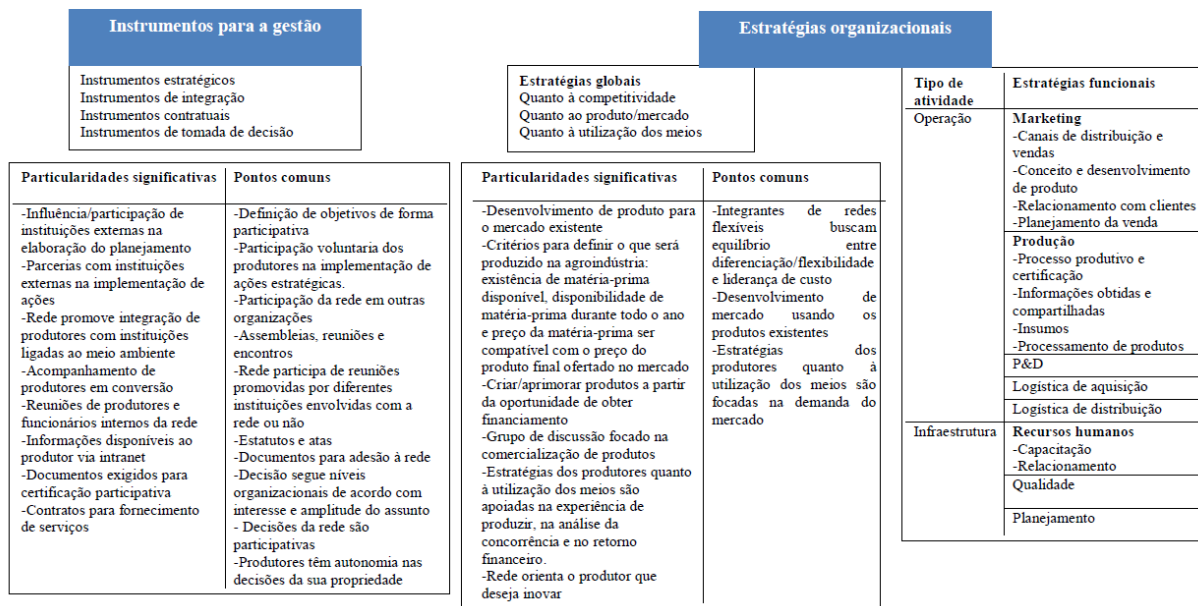 Instrumentos para a gestão
Instrumentos estratégicos
Instrumentos de integração
Instrumentos contratuais
Instrumentos de tomada de decisão
Particularidades significativas
-Influência/participação de
instituições externas na
elaboração do planejamento
-Parcerias com instituições
externas na implementação de
ações
-Rede promove integração de
produtores com instituições
ligadas ao meio ambiente
-Acompanhamento de
produtores em conversão
-Reuniões de produtores e
funcionários internos da rede
-Informações disponíveis ao
produtor via intranet
-Documentos exigidos para
certificação participativa
-Contratos para fornecimento
de serviços
Pontos comuns
-Definição de objetivos de forma
participativa
-Participação voluntaria dos
produtores na implementação de
ações estratégicas.
-Participação da rede em outras
organizações
-Assembleias, reuniões e
encontros
-Rede participa de reuniões
promovidas por diferentes
instituições envolvidas com a
rede ou não
-Estatutos e atas
-Documentos para adesão à rede
-Decisão segue níveis
organizacionais de acordo com
interesse e amplitude do assunto
- Decisões da rede são
participativas
-Produtores têm autonomia nas
decisões da sua propriedade
Estratégias organizacionais
Estratégias globais
Quanto à competitividade
Quanto ao produto/mercado
Quanto à utilização dos meios
Particularidades significativas
-Desenvolvimento de produto para
o mercado existente
-Critérios para definir o que será
produzido na agroindústria:
existência de matéria-prima
disponível, disponibilidade de
matéria-prima durante todo o ano
e preço da matéria-prima ser
compatível com o preço do
produto final ofertado no mercado
-Criar/aprimorar produtos a partir
da oportunidade de obter
financiamento
-Grupo de discussão focado na
comercialização de produtos
-Estratégias dos produtores quanto
à utilização dos meios são
apoiadas na experiência de
produzir, na análise da
concorrência e no retorno
financeiro.
-Rede orienta o produtor que
deseja inovar
Pontos comuns
-Integrantes de redes
flexíveis buscam
equilíbrio entre
diferenciação/flexibilidade
e liderança de custo
-Desenvolvimento de
mercado usando os
produtos existentes
-Estratégias dos
produtores quanto à
utilização dos meios são
focadas na demanda do
mercado
Tipo de
atividade
Estratégias funcionais
Operação
Marketing
-Canais de distribuição e
vendas
-Conceito e desenvolvimento
de produto
-Relacionamento com clientes
-Planejamento da venda
Produção
-Processo produtivo e
certificação
-Informações obtidas e
compartilhadas
-Insumos
-Processamento de produtos
P&D
Logística de aquisição
Logística de distribuição
Infraestrutura
Recursos humanos
-Capacitação
-Relacionamento
Qualidade
Planejamento